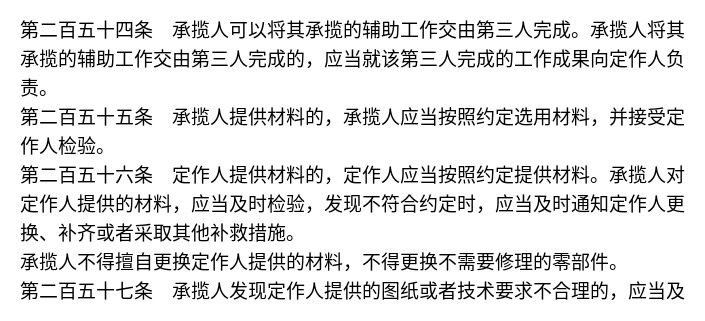 第二百五十四条　承揽人可以将其承揽的辅助工作交由第三人完成。承揽人将其
承揽的辅助工作交由第三人完成的，应当就该第三人完成的工作成果向定作人负
责。
第二百五十五条　承揽人提供材料的，承揽人应当按照约定选用材料，并接受定
作人检验。
第二百五十六条　定作人提供材料的，定作人应当按照约定提供材料。承揽人对
定作人提供的材料，应当及时检验，发现不符合约定时，应当及时通知定作人更
换、补齐或者采取其他补救措施。
承揽人不得擅自更换定作人提供的材料，不得更换不需要修理的零部件。
第二百五十七条　承揽人发现定作人提供的图纸或者技术要求不合理的，应当及